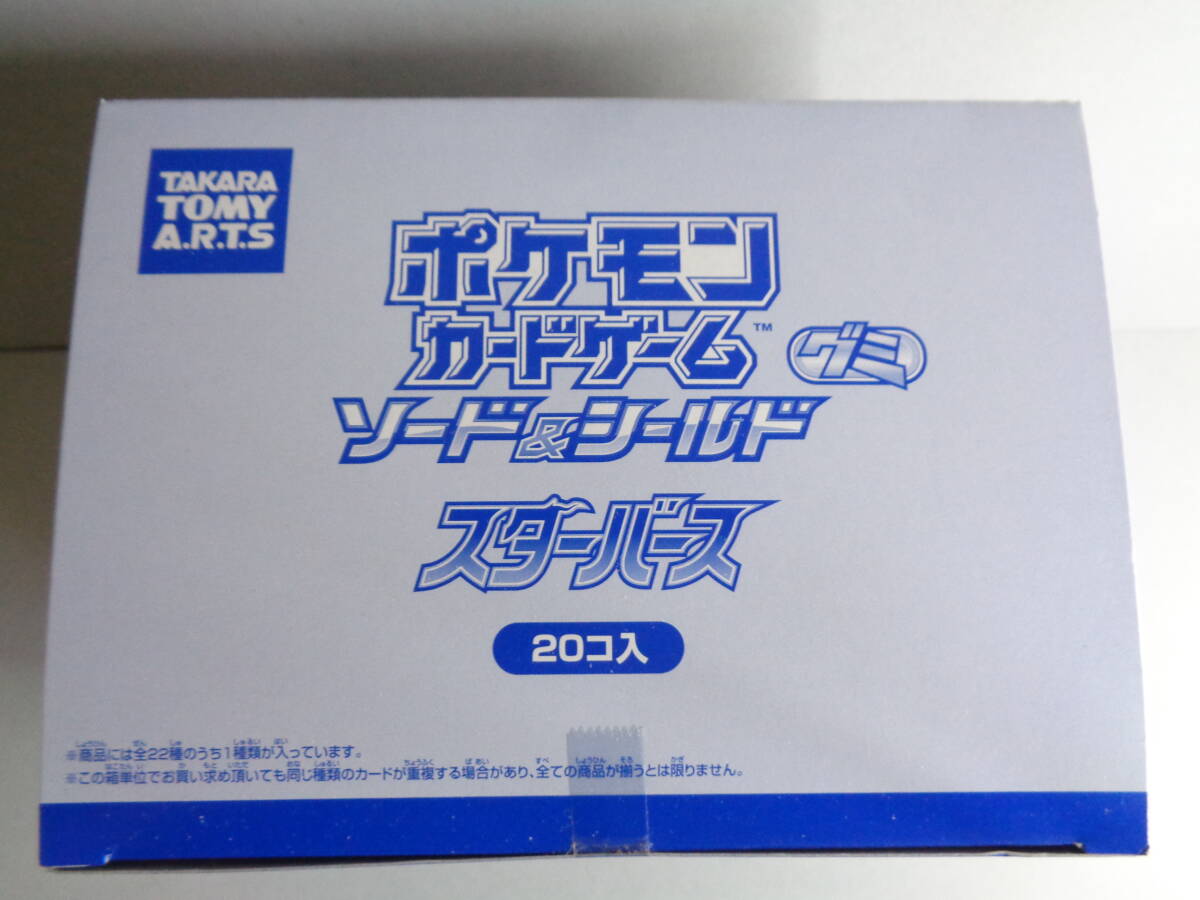 TAKARA
TOMY
A.R.T.S
ポケモン
カードゲーム™
グミ
ソード&シールド
スターバース
20コ入
※商品には全22種のうち1種類が入っています。
※この箱単位でお買い求め頂いても同じ種類のカードが重複する場合があり、全ての商品が揃うとは限りません。